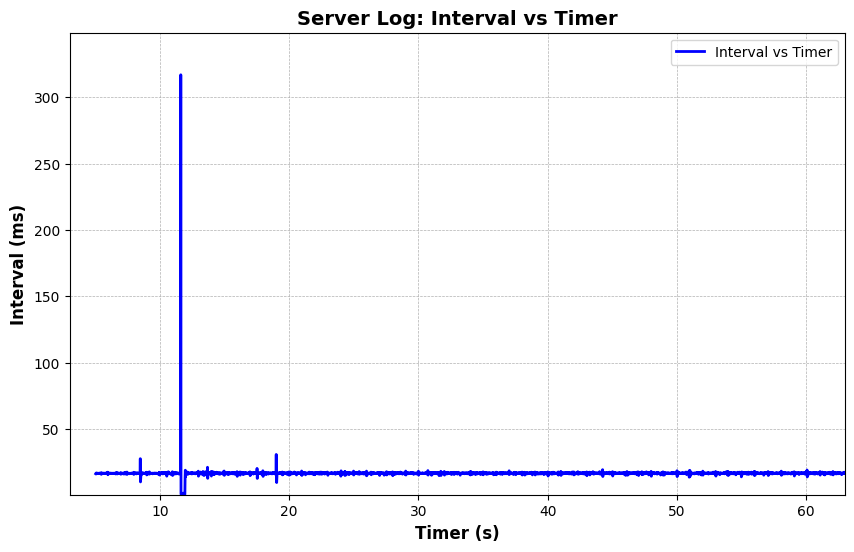 Server Log: Interval vs Timer
Interval vs Timer
Interval (ms)
300
250
200
150
100
50
10 20 30 40 50 60
Timer (s)